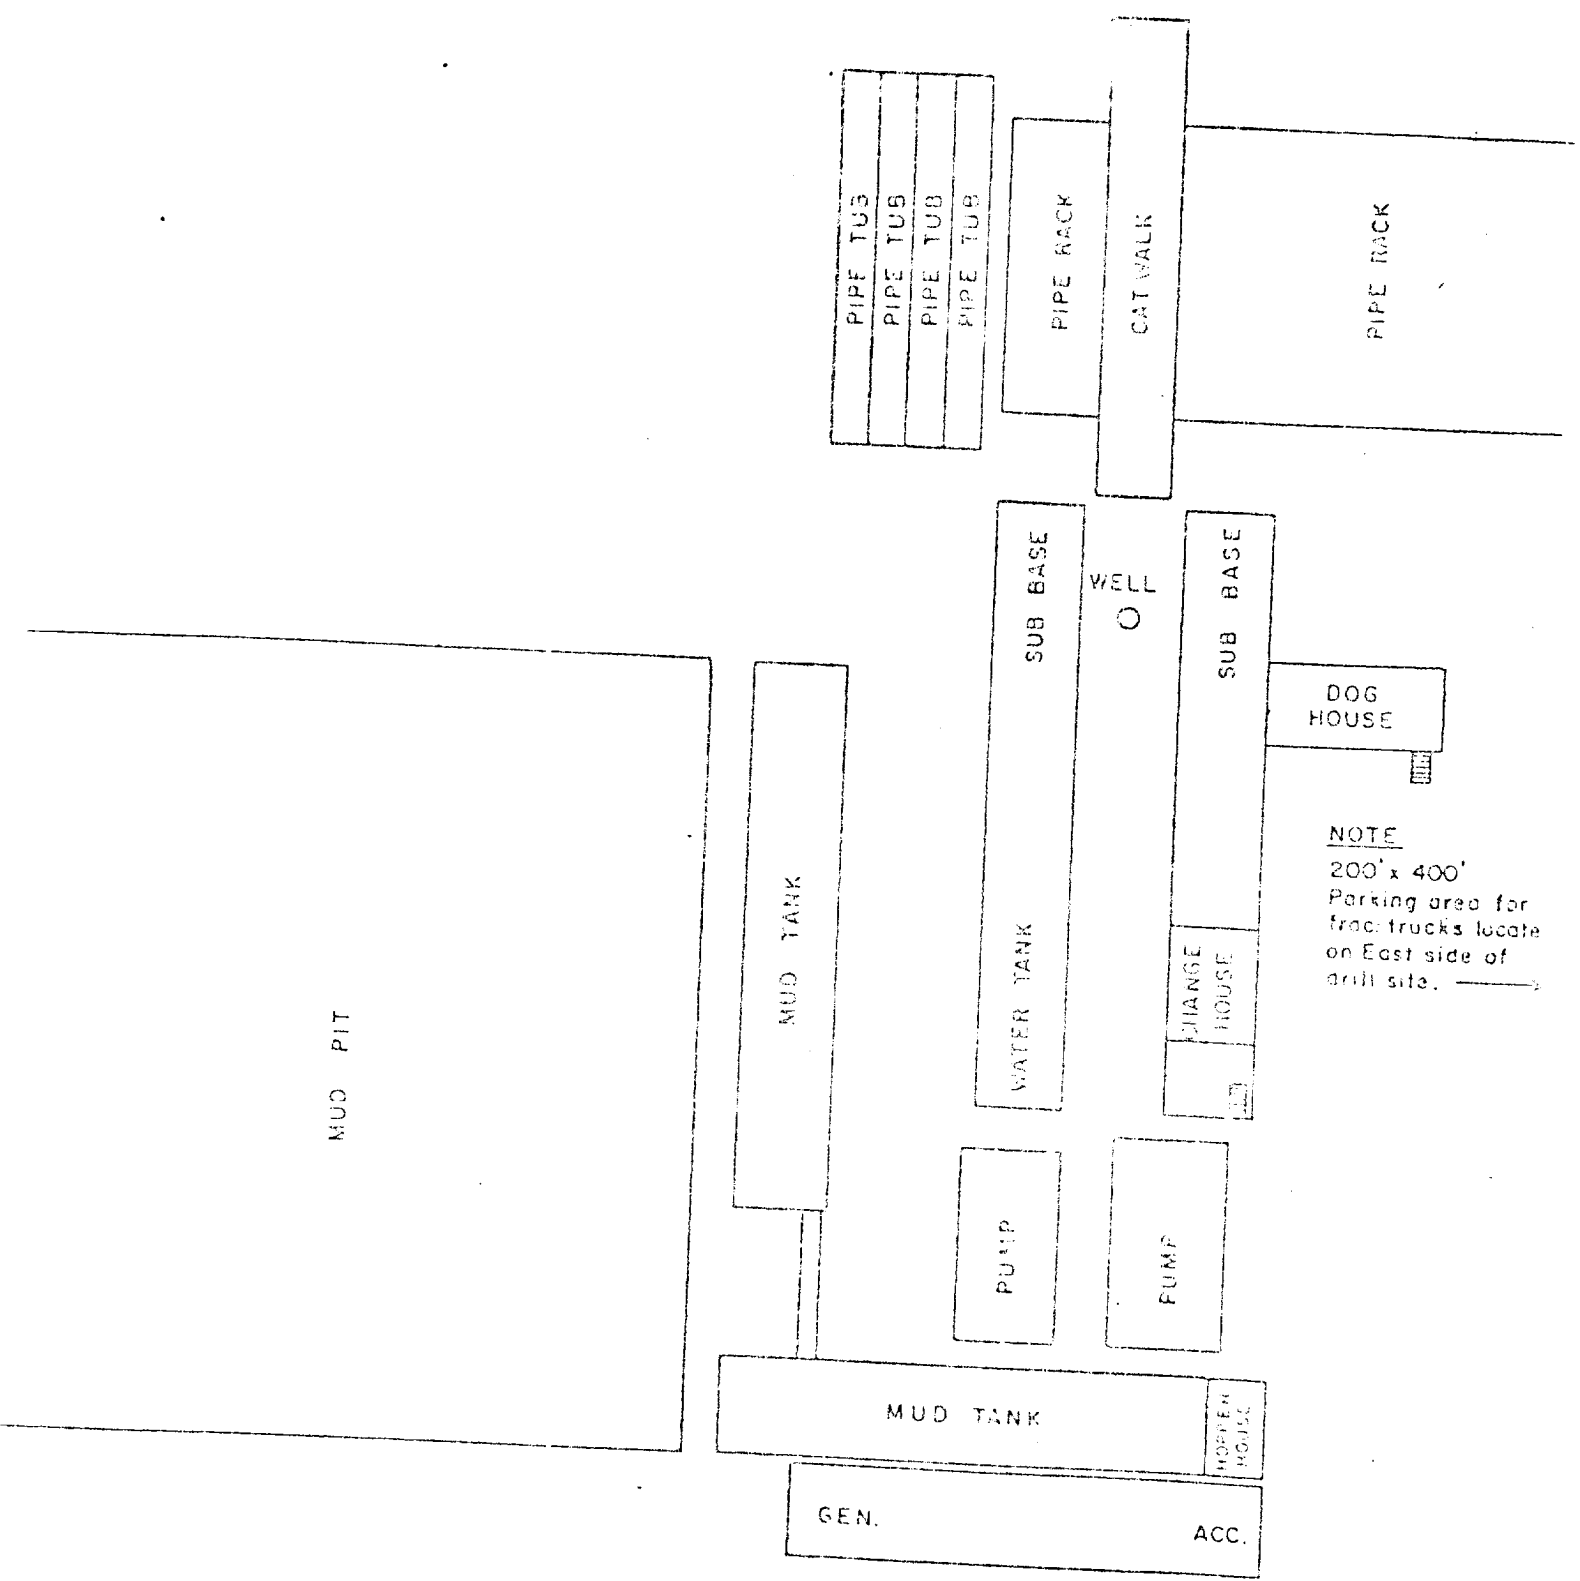 PIPE TUB
PIPE TUB
PIPE TUB
PIPE TUB
PIPE RACK
CAT WALK
PIPE RACK
SUB BASE
WELL
SUB BASE
DOG
HOUSE
NOTE
200' x 400'
Parking area for
frac trucks locate
on East side of
drill site.
MUD PIT
MUD TANK
WATER TANK
CHANGE
HOUSE
PUMP
PUMP
MUD TANK
HOUSE
GEN.
ACC.